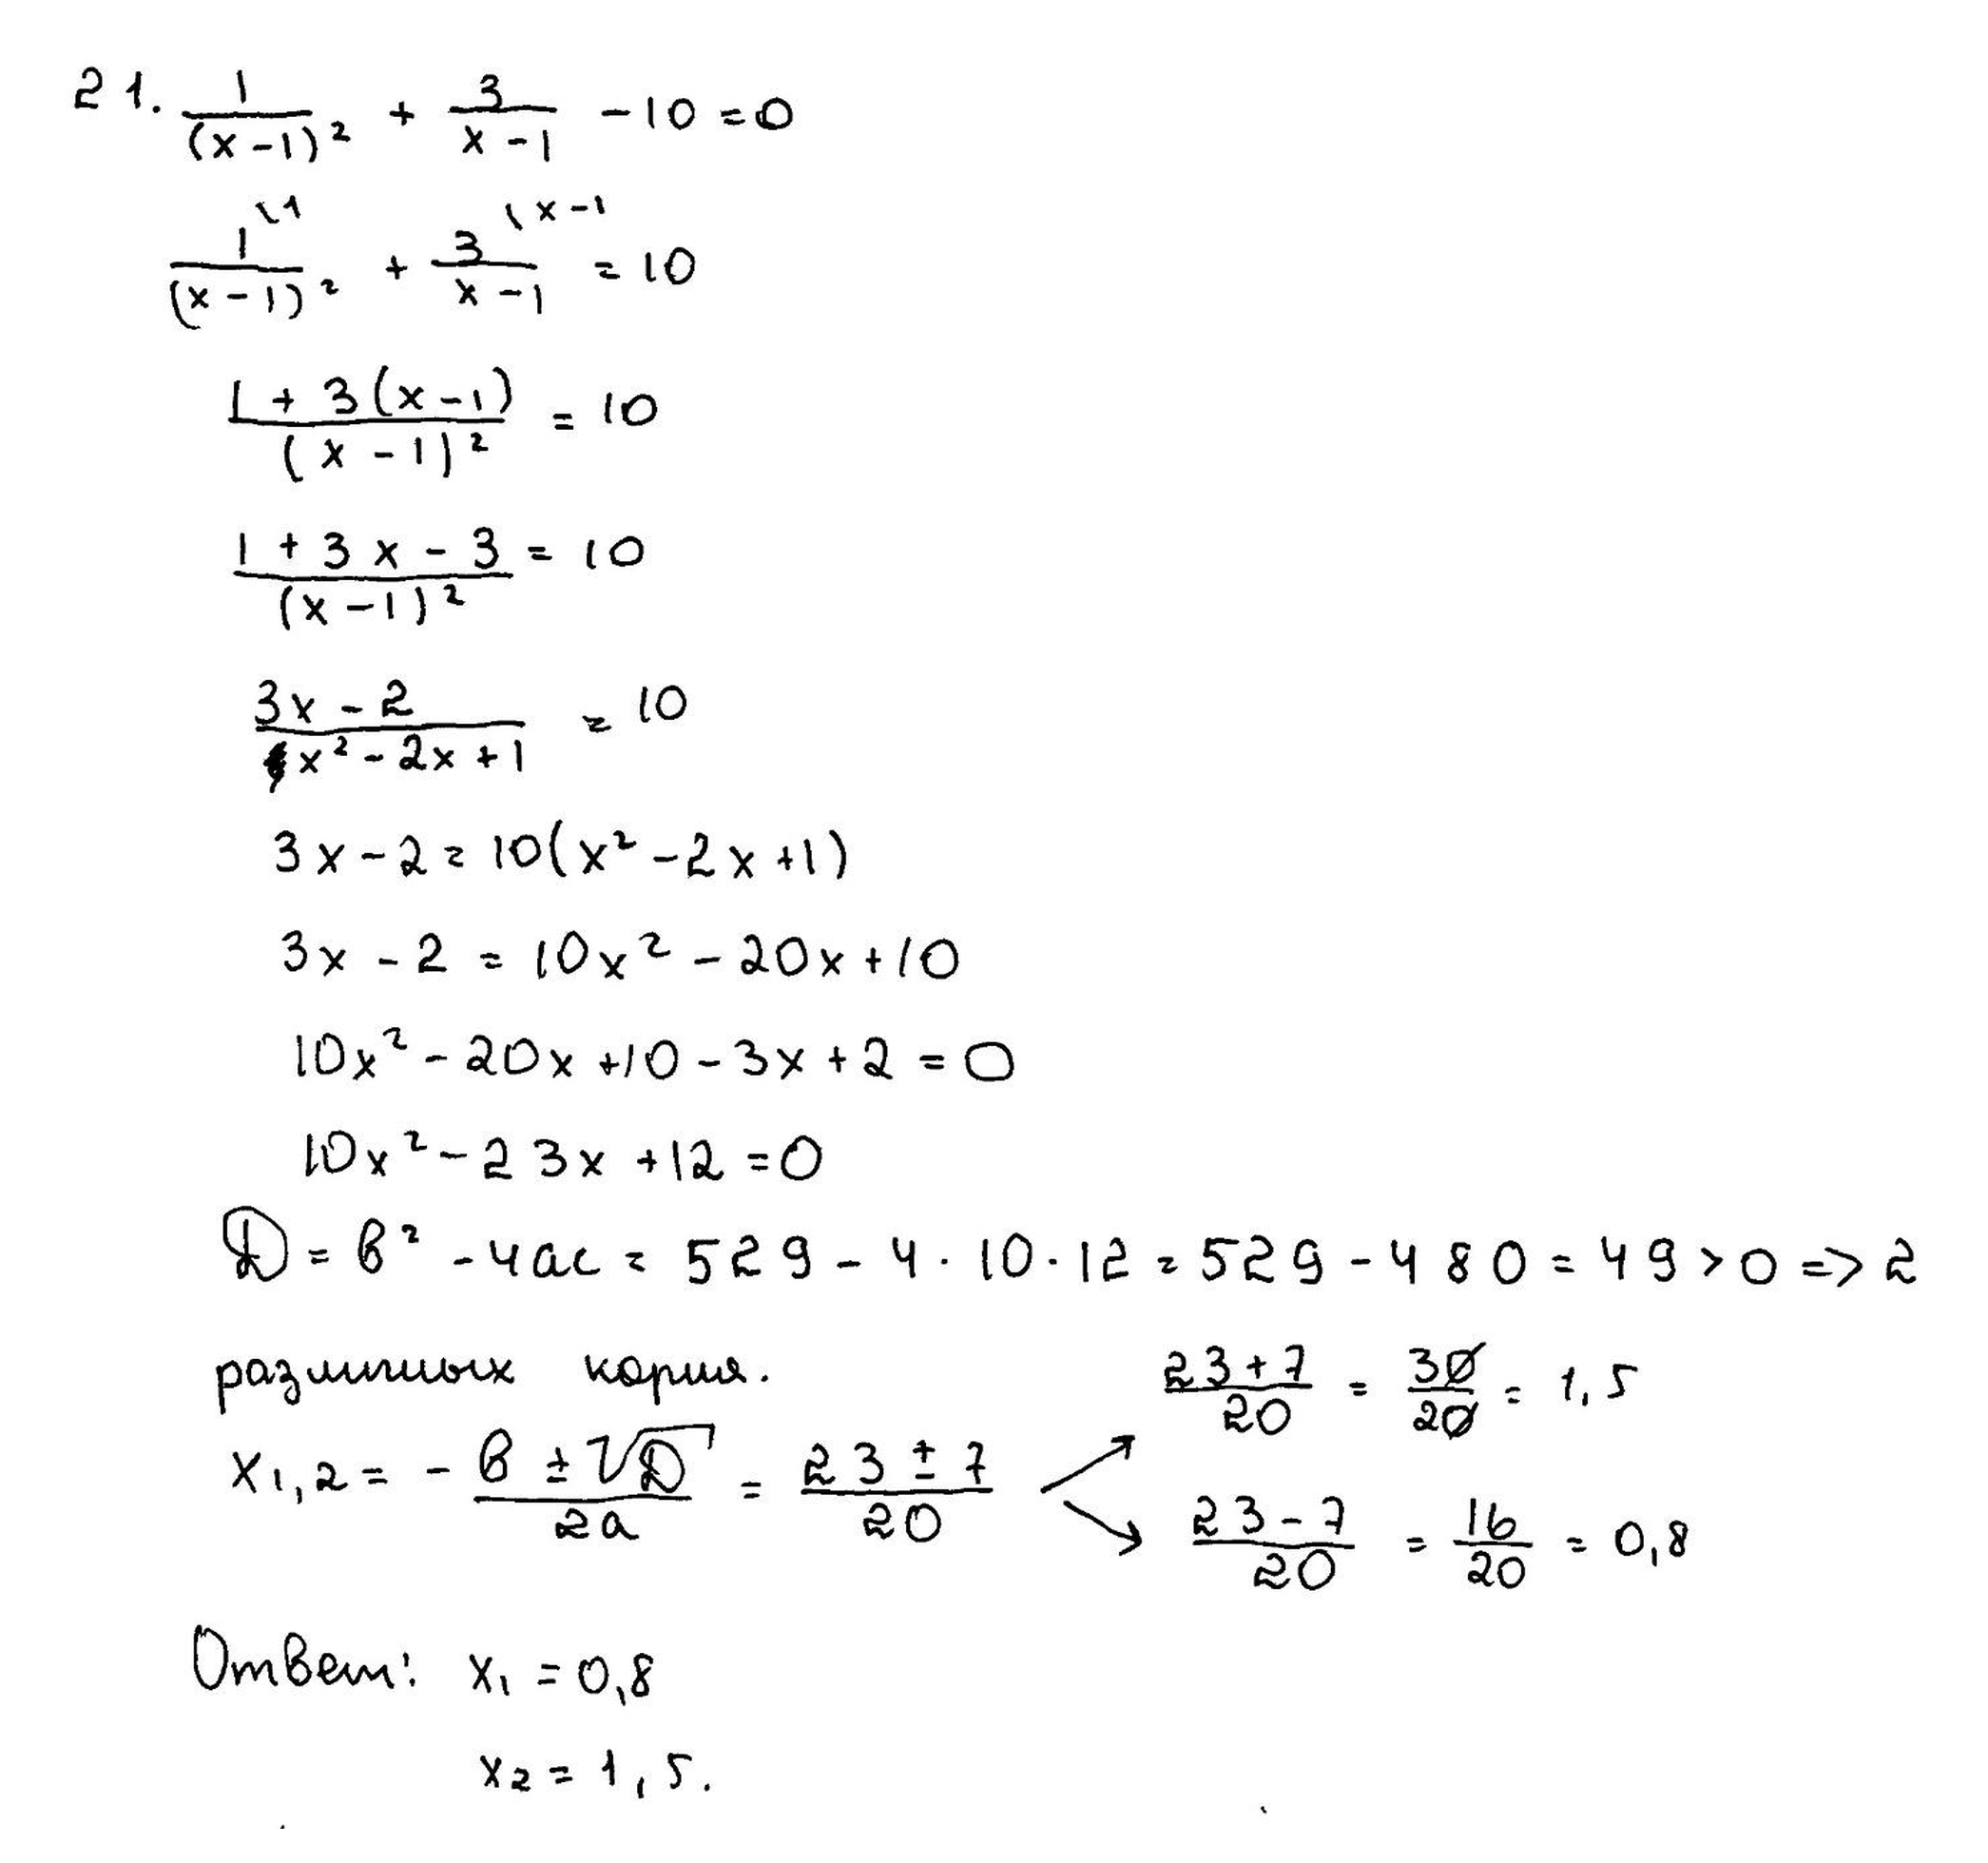 21. 1/(x-1)² + 3/(x-1) - 10 = 0
1\1/(x-1)² + 3\x-1/(x-1) = 10
(1 + 3(x-1))/(x-1)² = 10
(1 + 3x - 3)/(x-1)² = 10
(3x - 2)/(x² - 2x + 1) = 10
3x - 2 = 10(x² - 2x + 1)
3x - 2 = 10x² - 20x + 10
10x² - 20x + 10 - 3x + 2 = 0
10x² - 23x + 12 = 0
D = b² - 4ac = 529 - 4 · 10 · 12 = 529 - 480 = 49 > 0 => 2
различных корня.
x1,2 = -b ± √D/2a = (23 ± 7)/20
(23 + 7)/20 = 30/20 = 1,5
(23 - 7)/20 = 16/20 = 0,8
Ответ: x1 = 0,8
x2 = 1,5.